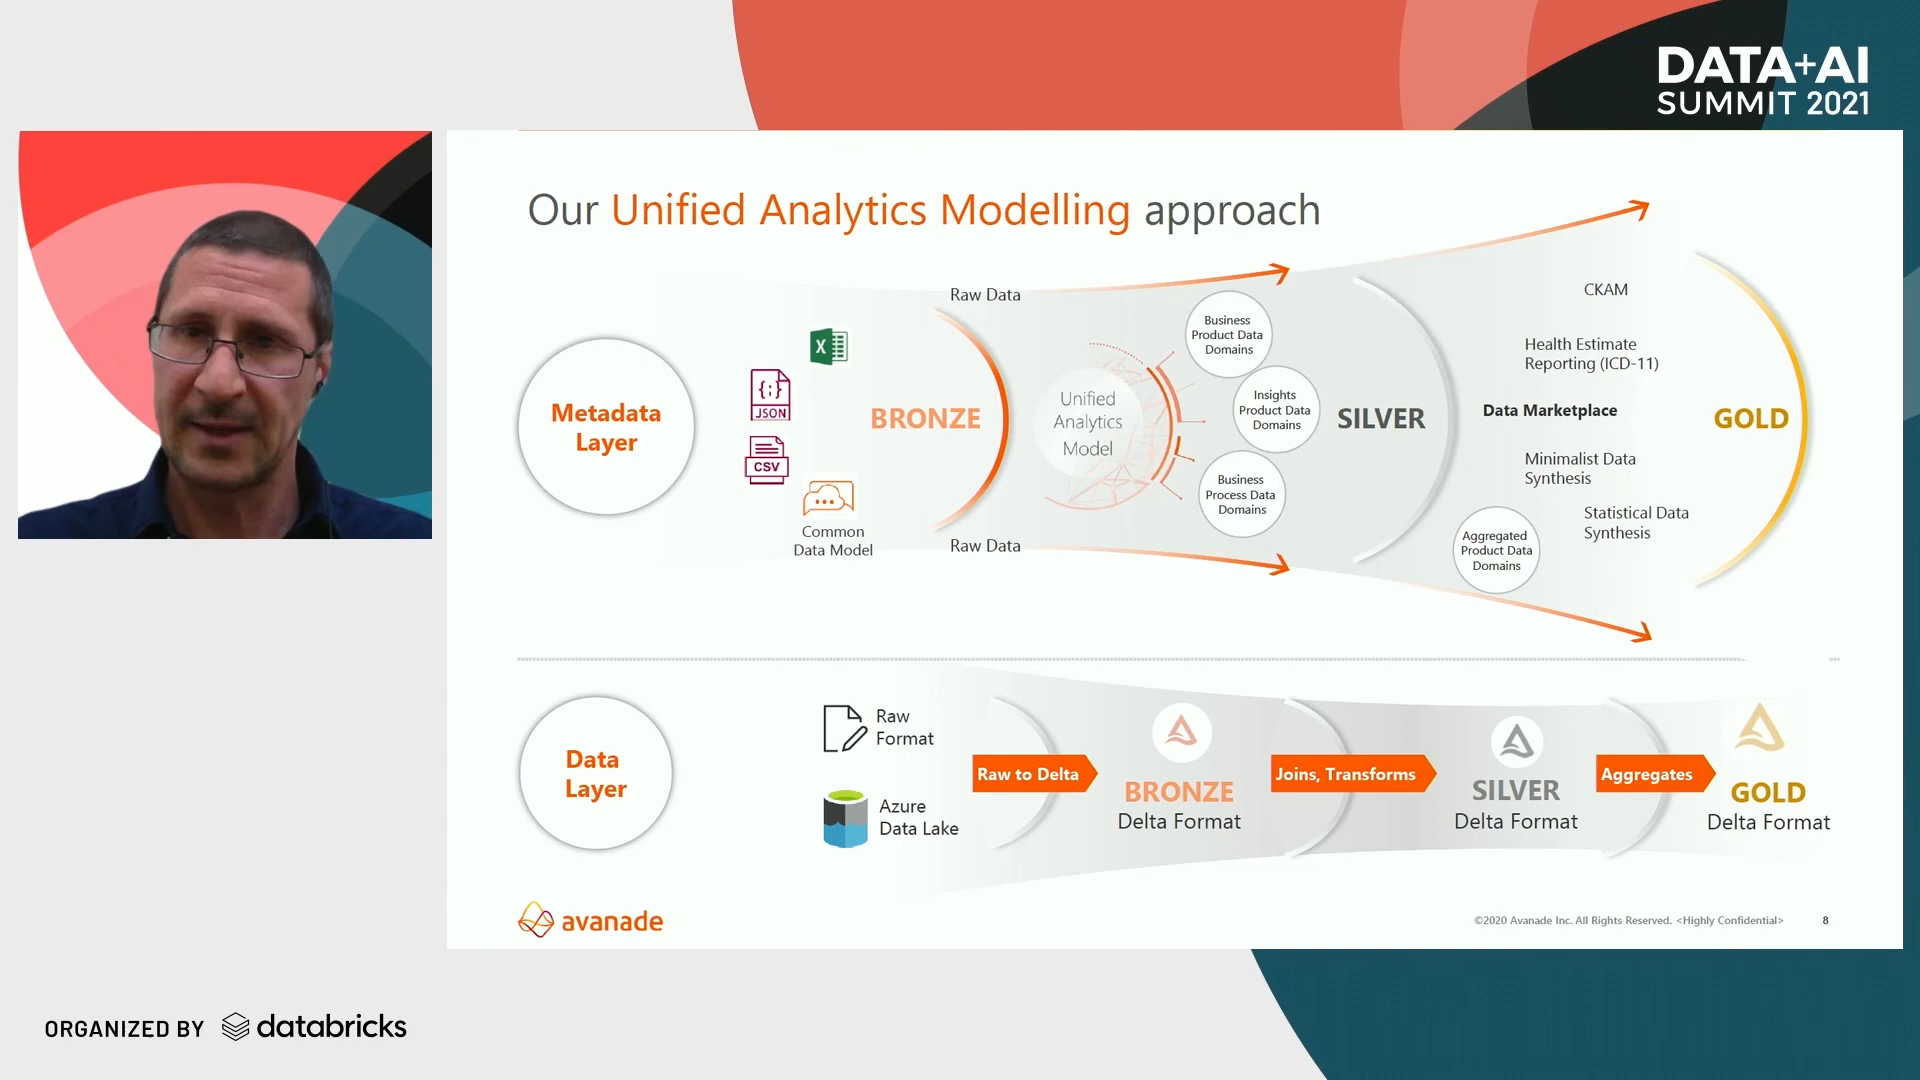 DATA+AI
SUMMIT 2021
Our Unified Analytics Modelling approach
Metadata
Layer
JSON
CSV
Common
Data Model
BRONZE
Raw Data
Raw Data
Unified
Analytics
Model
Business
Product Data
Domains
Insights
Product Data
Domains
Business
Process Data
Domains
SILVER
CKAM
Health Estimate
Reporting (ICD-11)
Data Marketplace
Minimalist Data
Synthesis
Statistical Data
Synthesis
Aggregated
Product Data
Domains
GOLD
Data
Layer
Raw
Format
Azure
Data Lake
Raw to Delta
BRONZE
Delta Format
Joins, Transforms
SILVER
Delta Format
Aggregates
GOLD
Delta Format
avanade
©2020 Avanade Inc. All Rights Reserved. <Highly Confidential>
8
ORGANIZED BY databricks